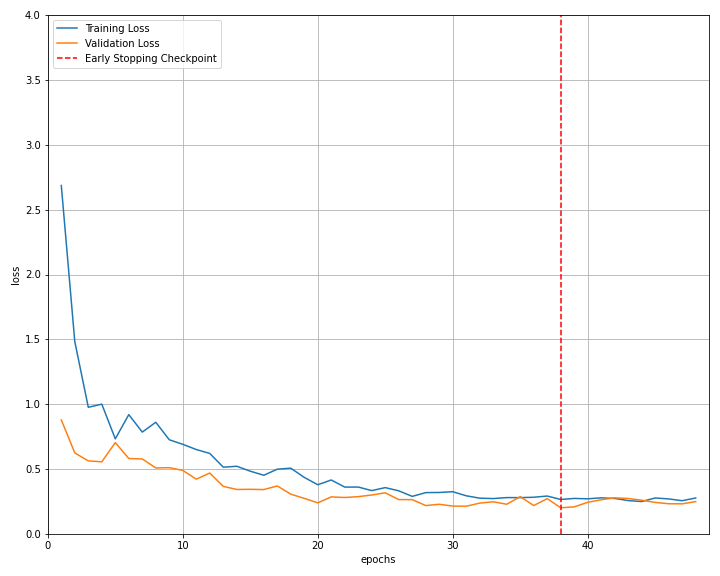 Training Loss
Validation Loss
Early Stopping Checkpoint
4.0
3.5
3.0
2.5
2.0
1.5
1.0
0.5
0.0
loss
0 10 20 30 40
epochs